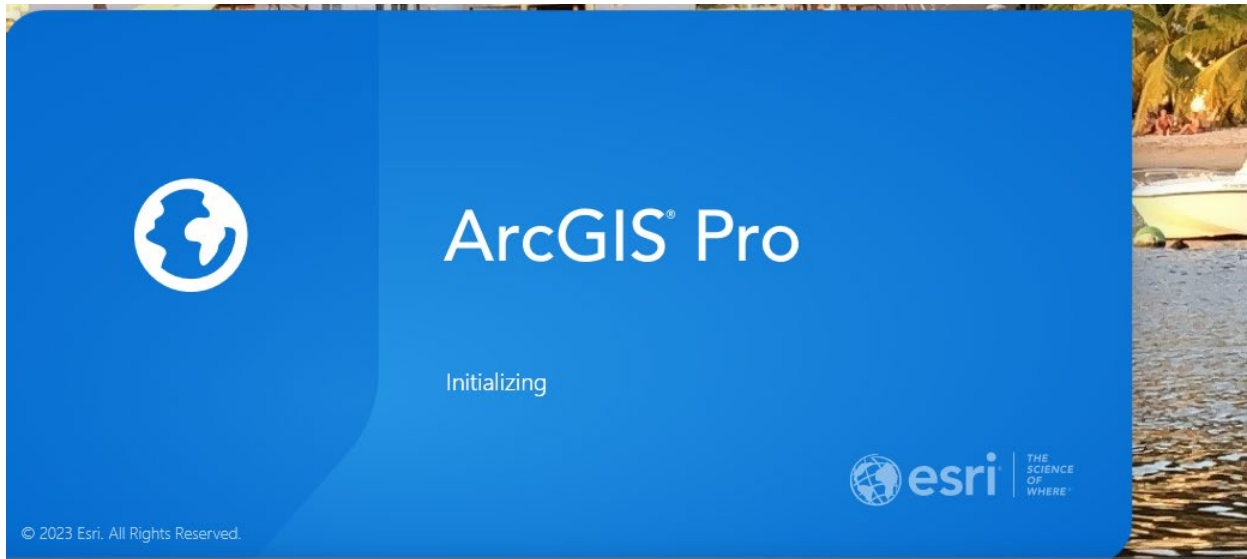 ArcGIS® Pro
Initializing
esri®
THE
SCIENCE
OF
WHERE®
© 2023 Esri. All Rights Reserved.